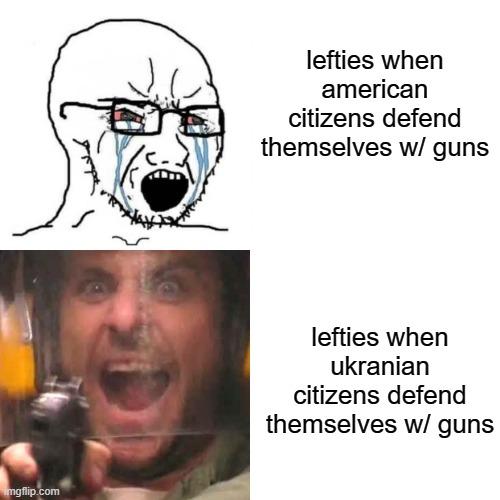 lefties when
american
citizens defend
themselves w/ guns
lefties when
ukranian
citizens defend
themselves w/ guns
imgflip.com